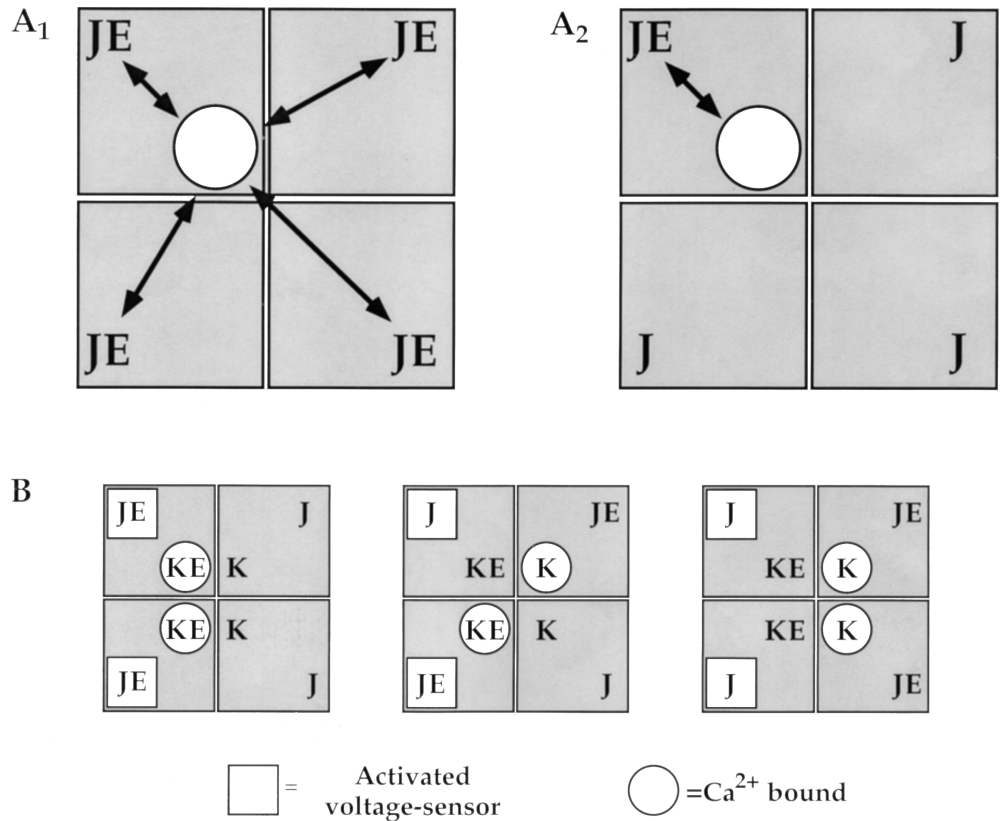 A1 A2
JE JE JE J
JE JE J J
B
JE J J JE J JE
KE K KE K KE K
KE K KE K KE K
JE J JE J J JE
= Activated voltage-sensor
=Ca2+ bound